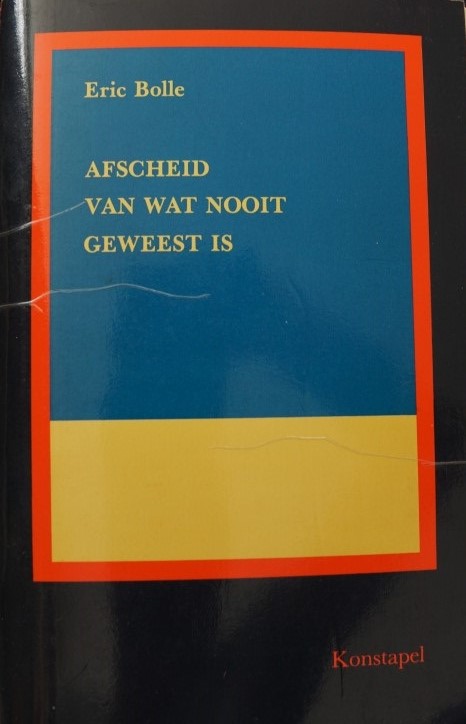 Eric Bolle
AFSCHEID
VAN WAT NOOIT
GEWEEST IS
Konstapel